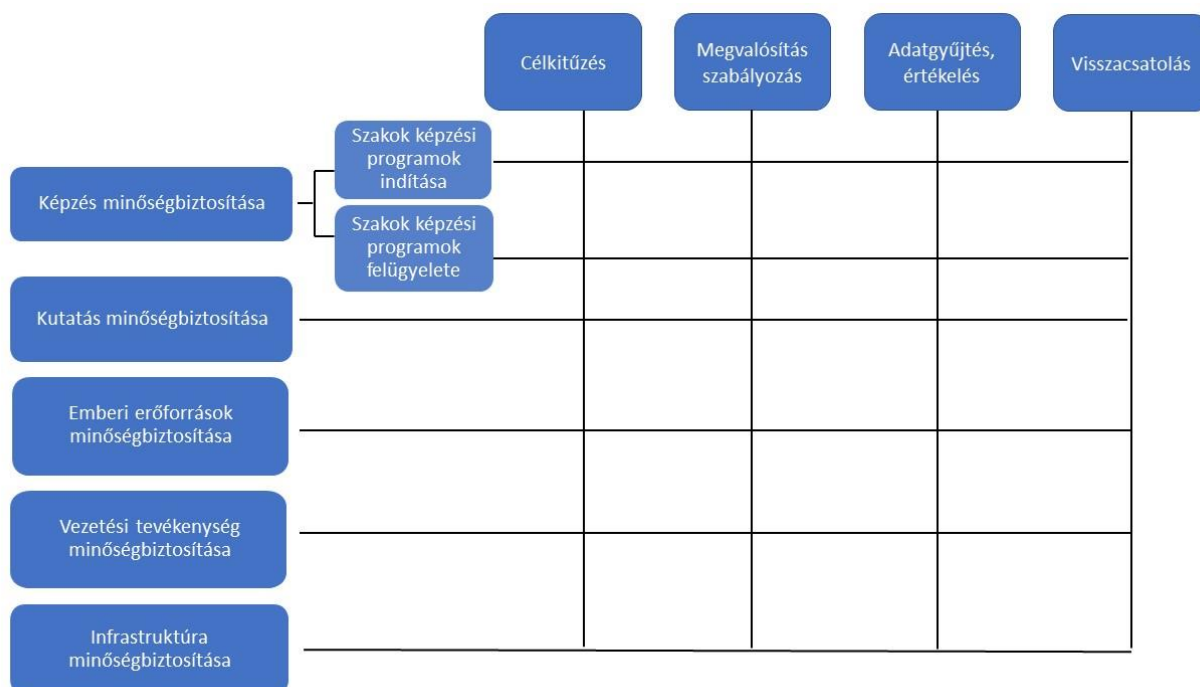 Célkitűzés
Megvalósítás
szabályozás
Adatgyűjtés,
értékelés
Visszacsatolás
Szakok képzési
programok
indítása
Képzés minőségbiztosítása
Szakok képzési
programok
felügyelete
Kutatás minőségbiztosítása
Emberi erőforrások
minőségbiztosítása
Vezetési tevékenység
minőségbiztosítása
Infrastruktúra
minőségbiztosítása